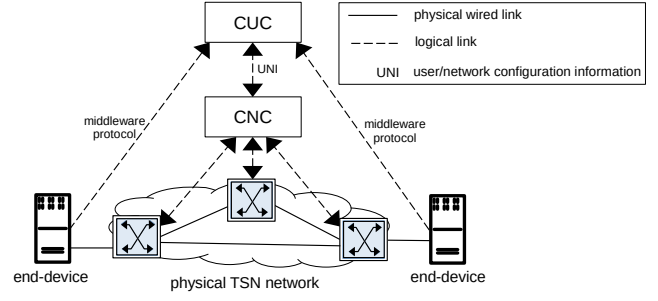 CUC
physical wired link
logical link
UNI
UNI user/network configuration information
CNC
middleware
protocol
middleware
protocol
end-device
physical TSN network
end-device